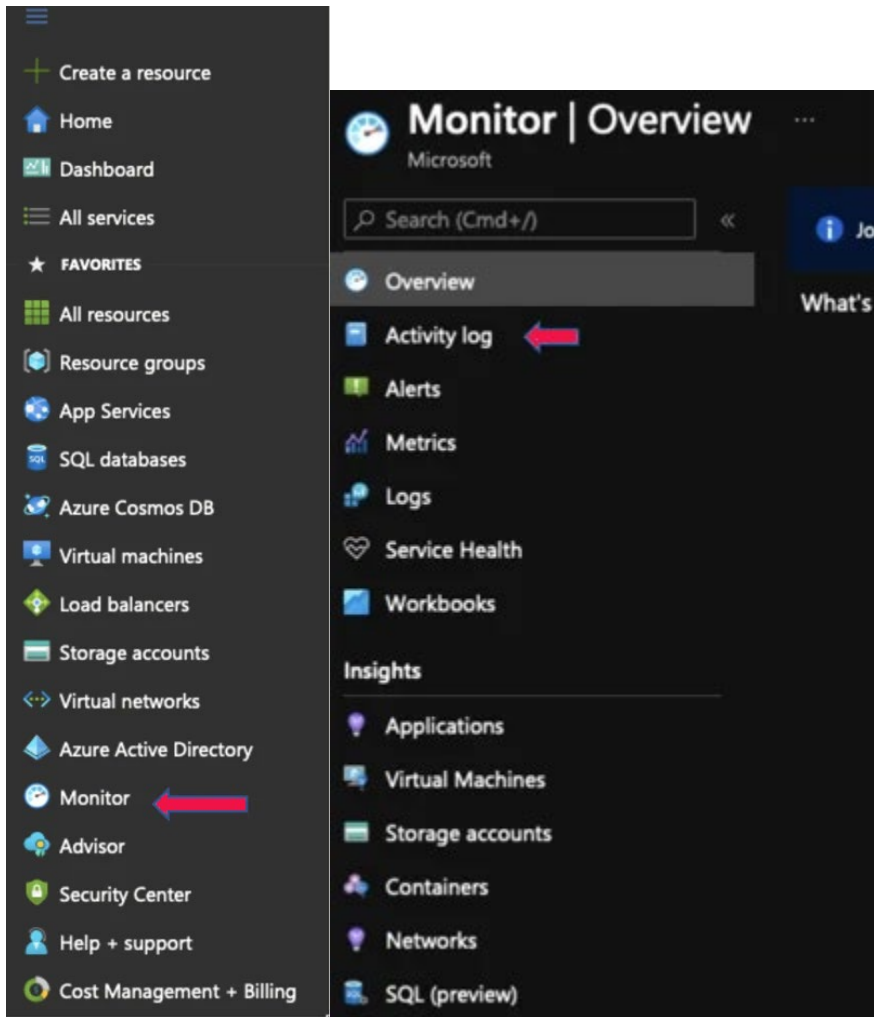 Create a resource
Home
Dashboard
All services
FAVORITES
All resources
Resource groups
App Services
SQL
SQL databases
Azure Cosmos DB
Virtual machines
Load balancers
Storage accounts
Virtual networks
Azure Active Directory
Monitor
Advisor
Security Center
Help + support
Cost Management + Billing
Monitor | Overview ...
Microsoft
Search (Cmd+/) «
Overview
Activity log
Alerts
Metrics
Logs
Service Health
Workbooks
Insights
Applications
Virtual Machines
Storage accounts
Containers
Networks
SQL (preview)
Jo
What's